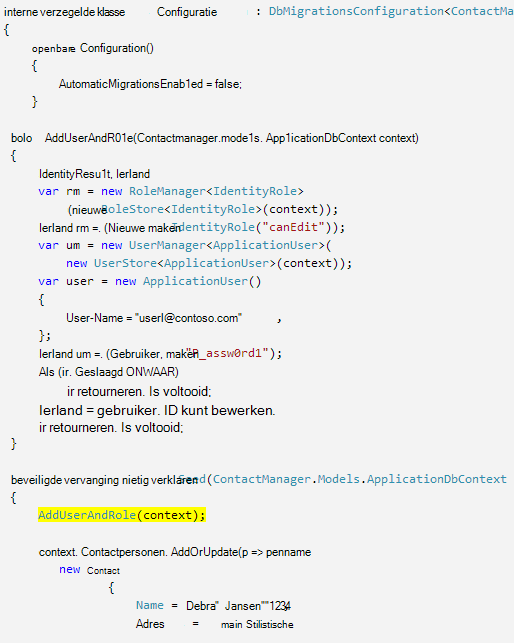 interne verzegelde klasse Configuratie : DbMigrationsConfiguration<ContactMa
{
openbare Configuration()
{
AutomaticMigrationsEnab1ed = false;
}
bolo AddUserAndR01e(Contactmanager.mode1s. App1icationDbContext context)
{
IdentityResu1t, Ierland
var rm = new RoleManager<IdentityRole>
(nieuwe RoleStore<IdentityRole>(context));
Ierland rm =. (Nieuwe maken IdentityRole("canEdit"));
var um = new UserManager<ApplicationUser>(
new UserStore<ApplicationUser>(context));
var user = new ApplicationUser()
{
User-Name = "userl@contoso.com" ,
};
Ierland um =. (Gebruiker, maken "P_assw0rd1");
Als (ir. Geslaagd ONWAAR)
ir retourneren. Is voltooid;
Ierland = gebruiker. ID kunt bewerken.
ir retourneren. Is voltooid;
}
beveiligde vervanging nietig verklaren Seed(ContactManager.Models.ApplicationDbContext
{
AddUserAndRole(context);
context. Contactpersonen. AddOrUpdate(p => penname
new Contact
{
Name = Debra" Jansen""1234
Adres = main Stilistische